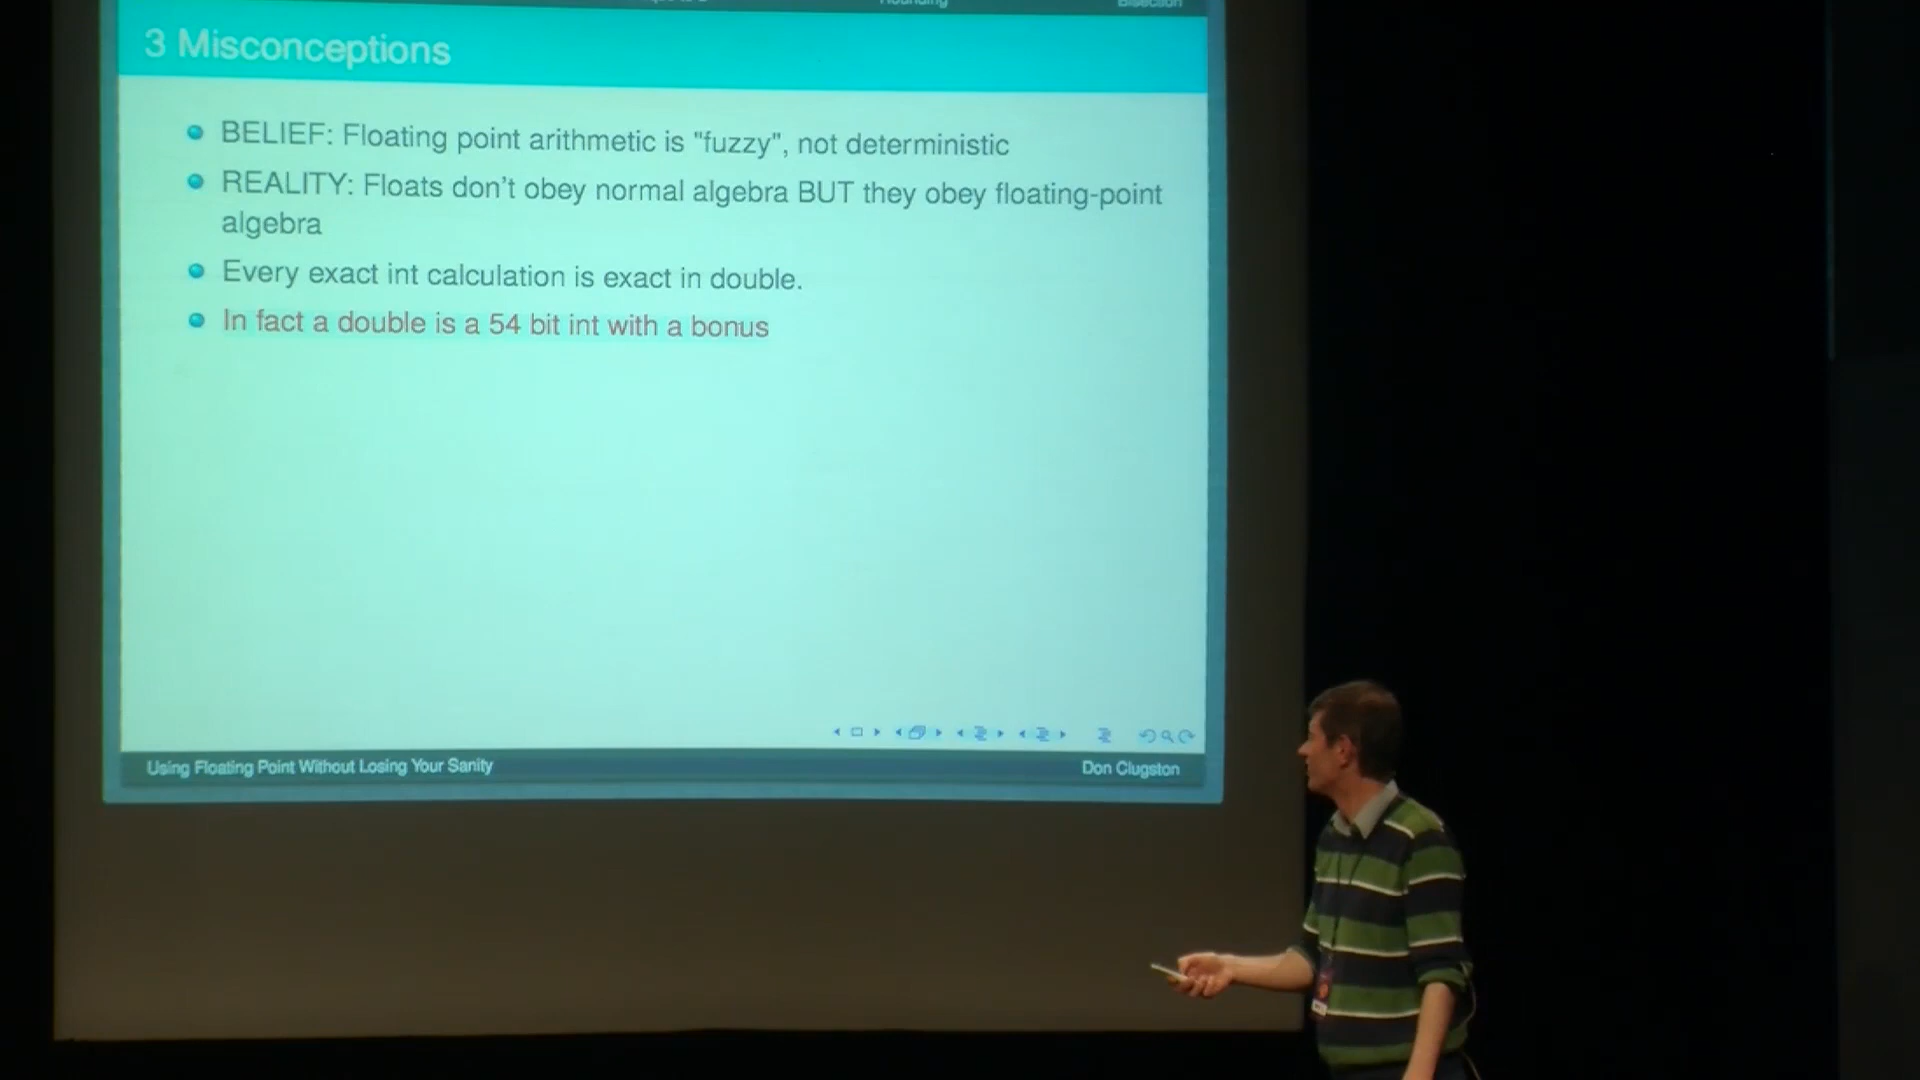 Rounding
Bisection
3 Misconceptions
BELIEF: Floating point arithmetic is "fuzzy", not deterministic
REALITY: Floats don't obey normal algebra BUT they obey floating-point
algebra
Every exact int calculation is exact in double.
In fact a double is a 54 bit int with a bonus
Using Floating Point Without Losing Your Sanity
Don Clugston